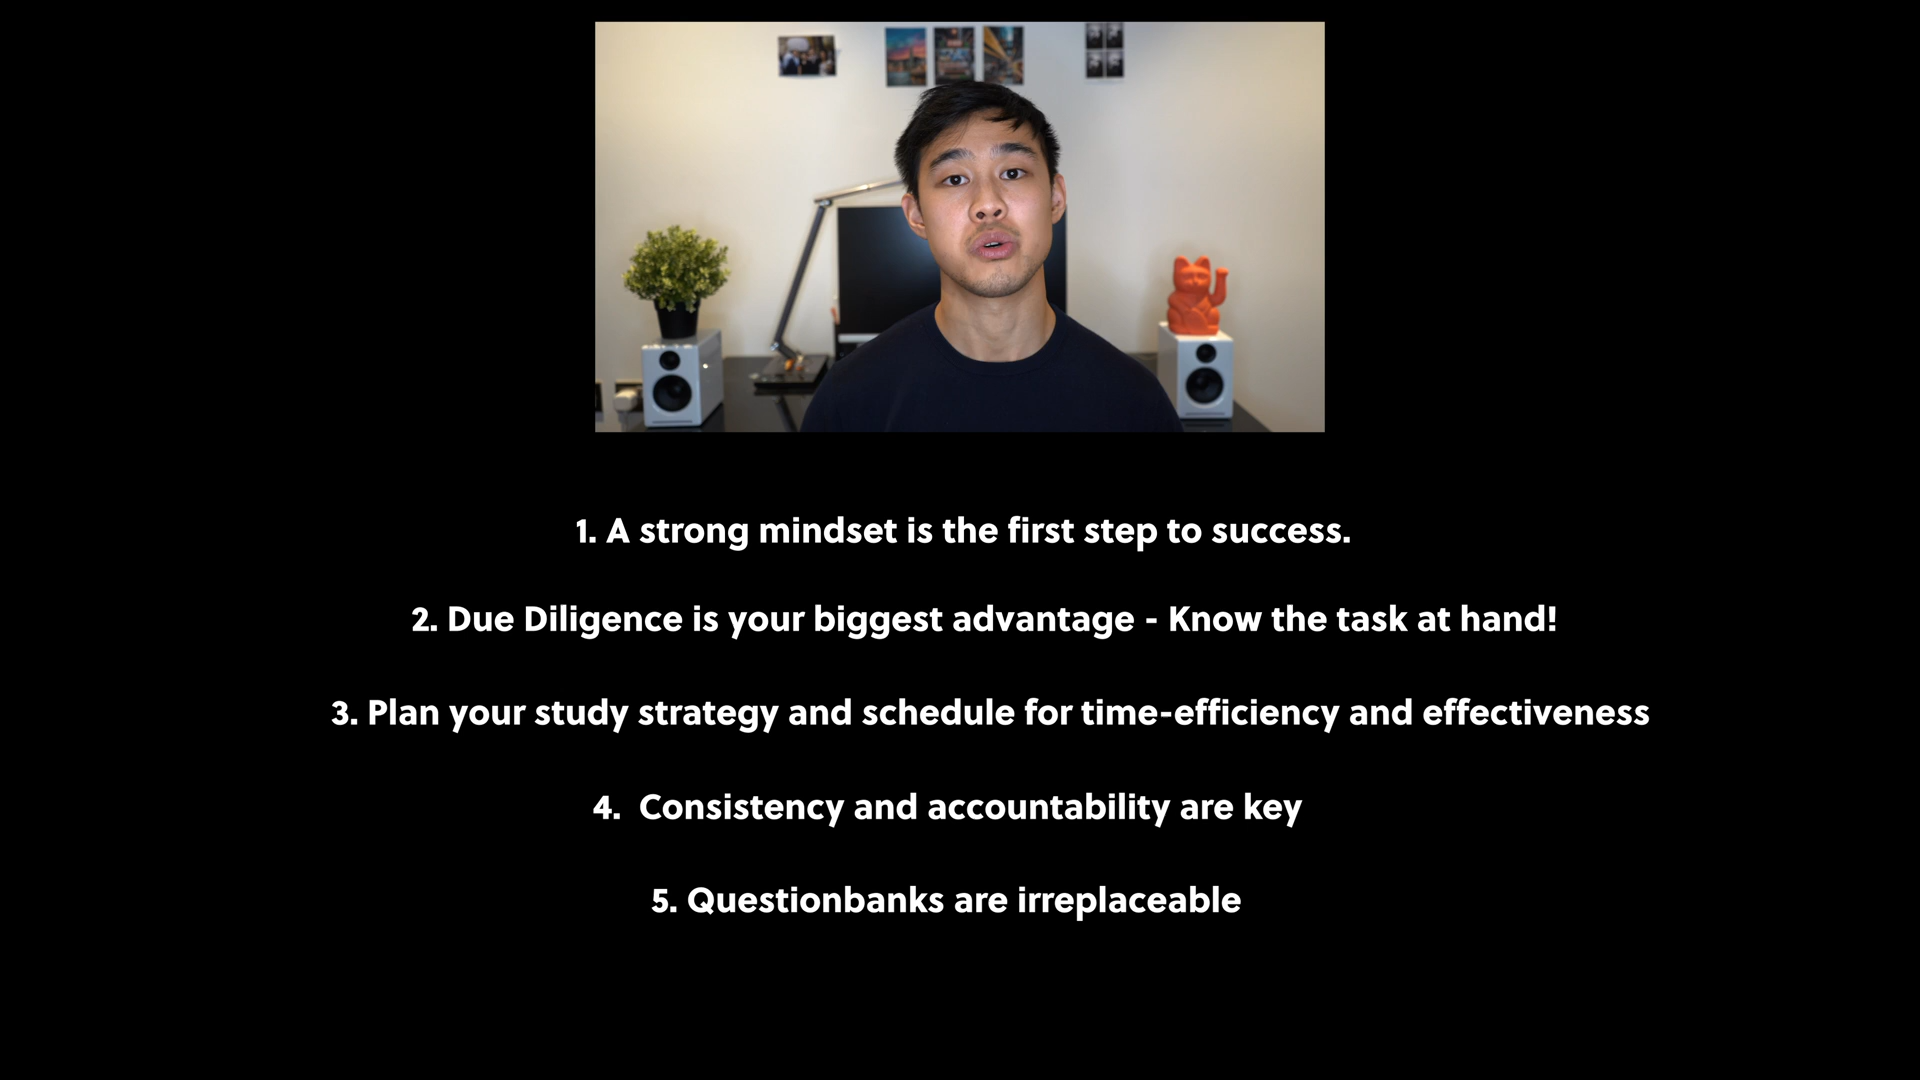 1. A strong mindset is the first step to success.
2. Due Diligence is your biggest advantage - Know the task at hand!
3. Plan your study strategy and schedule for time-efficiency and effectiveness
4. Consistency and accountability are key
5. Questionbanks are irreplaceable